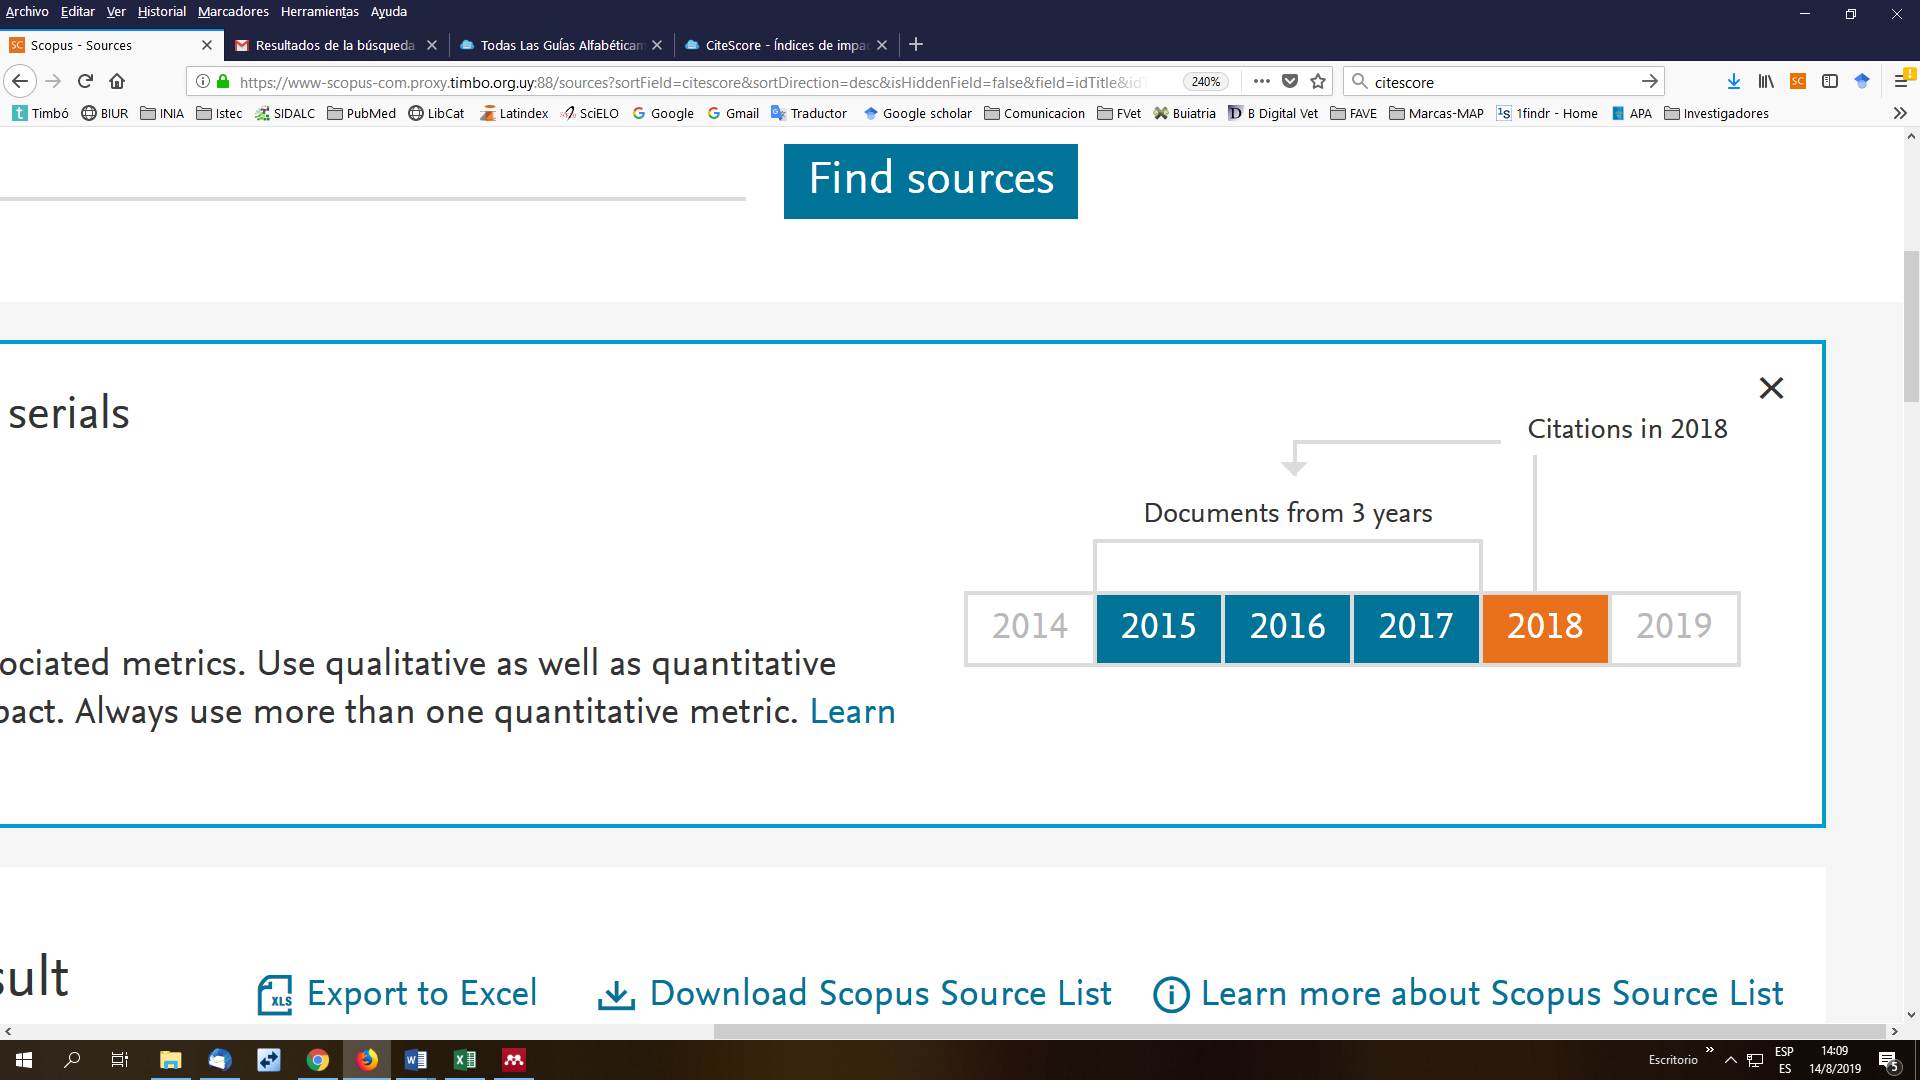 Archivo Editar Ver Historial Marcadores Herramientas Ayuda
Scopus - Sources
Resultados de la búsqueda
Todas Las Guías Alfabéticam
CiteScore - Índices de impac
https://www-scopus-com.proxy.timbo.org.uy:88/sources?sortField=citescore&sortDirection=desc&isHiddenField=false&field=idTitle&idT
240%
citescore
Timbó BIUR INIA Istec SIDALC PubMed LibCat Latindex SciELO Google Gmail Traductor Google scholar Comunicacion FVet Buiatria B Digital Vet FAVE Marcas-MAP 1findr - Home APA Investigadores
Find sources
serials
Citations in 2018
Documents from 3 years
2014 2015 2016 2017 2018 2019
ociated metrics. Use qualitative as well as quantitative
pact. Always use more than one quantitative metric. Learn
sult
XLS Export to Excel
Download Scopus Source List
Learn more about Scopus Source List
Escritorio
ESP
ES
14:09
14/8/2019
5